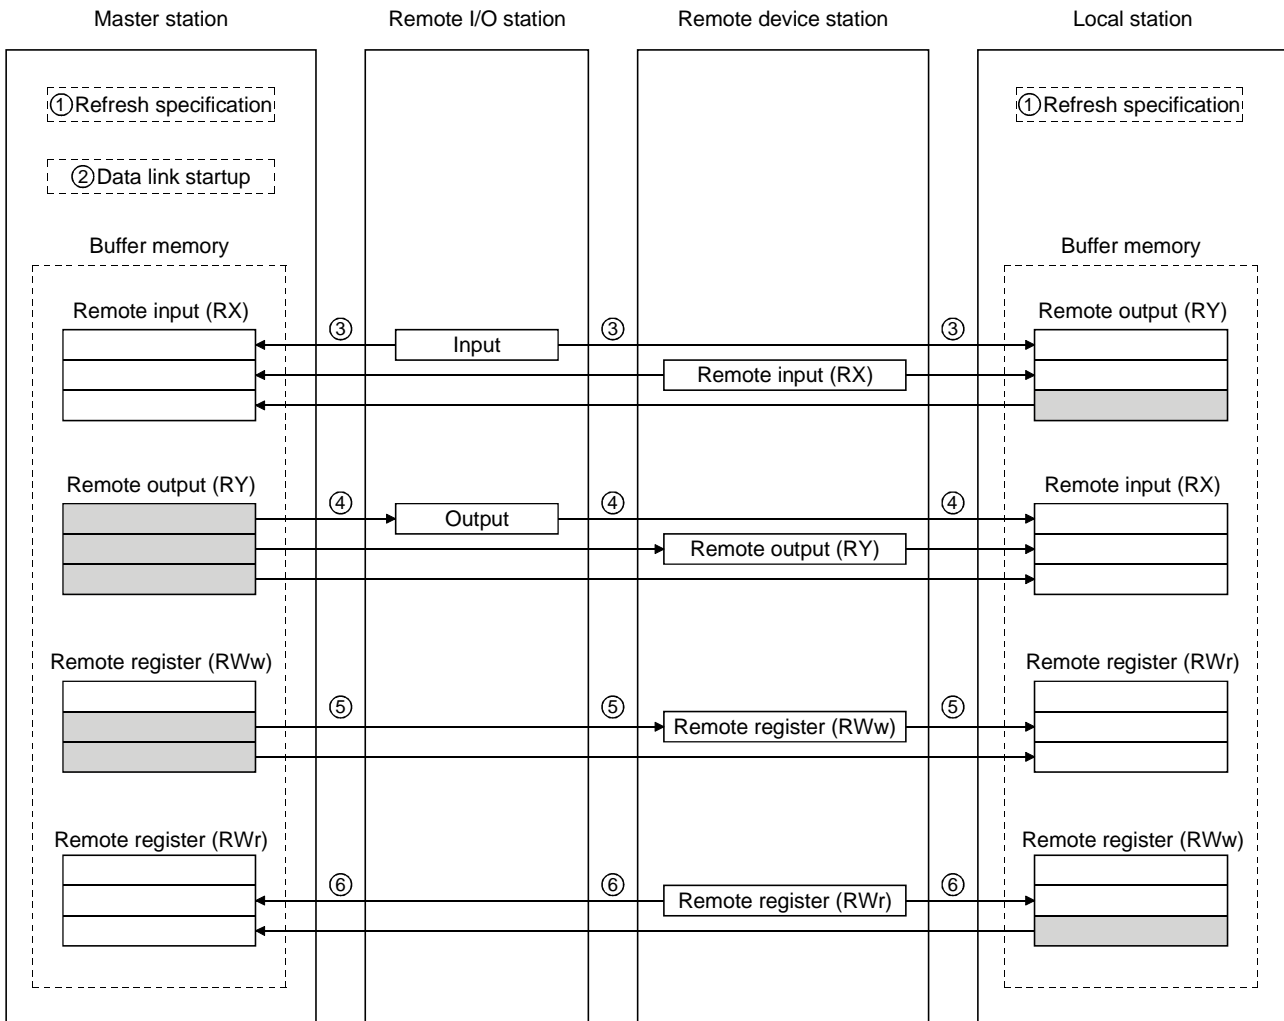 Master station
Remote I/O station
Remote device station
Local station
①Refresh specification
①Refresh specification
②Data link startup
Buffer memory
Buffer memory
Remote input (RX)
Remote output (RY)
③
③
③
Input
Remote input (RX)
Remote output (RY)
Remote input (RX)
④
④
④
Output
Remote output (RY)
Remote register (RWw)
Remote register (RWr)
⑤
⑤
⑤
Remote register (RWw)
Remote register (RWr)
Remote register (RWw)
⑥
⑥
⑥
Remote register (RWr)